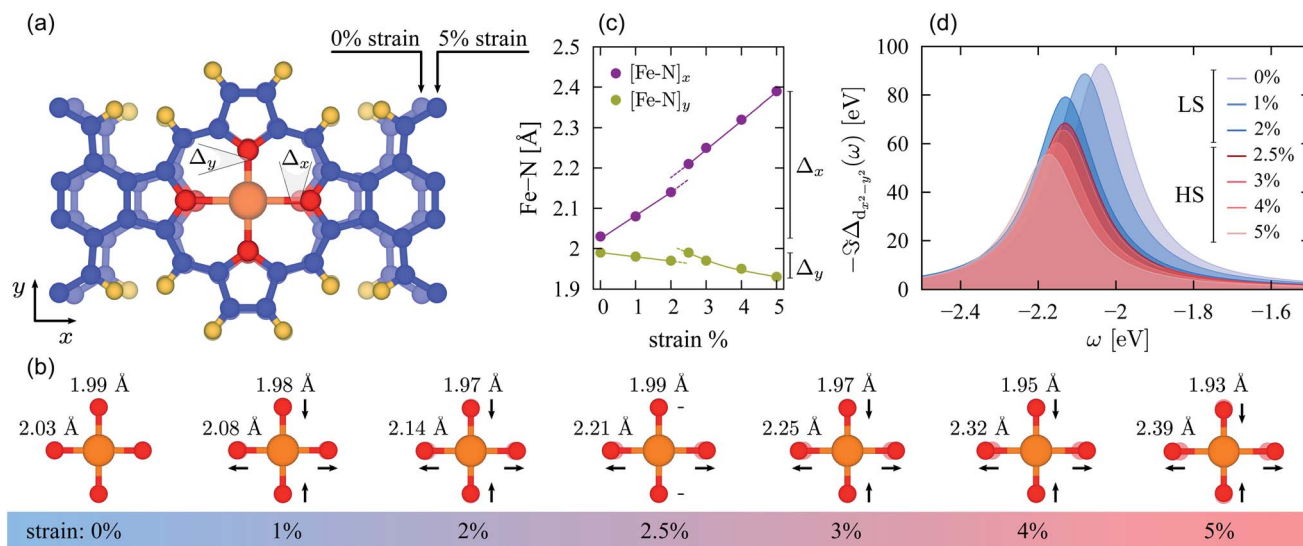 (a)
0% strain
5% strain
Δy
Δx
y
x
(c)
2.5
2.4
2.3
2.2
2.1
2
1.9
Fe–N [Å]
[Fe-N]x
[Fe-N]y
Δx
Δy
0 1 2 3 4 5
strain %
(d)
100
80
60
40
20
0
−ℑΔdx²−y²(ω) [eV]
LS
0%
1%
2%
HS
2.5%
3%
4%
5%
−2.4 −2.2 −2 −1.8 −1.6
ω [eV]
(b)
1.99 Å 1.98 Å 1.97 Å 1.99 Å 1.97 Å 1.95 Å 1.93 Å
2.03 Å 2.08 Å 2.14 Å 2.21 Å 2.25 Å 2.32 Å 2.39 Å
strain: 0% 1% 2% 2.5% 3% 4% 5%